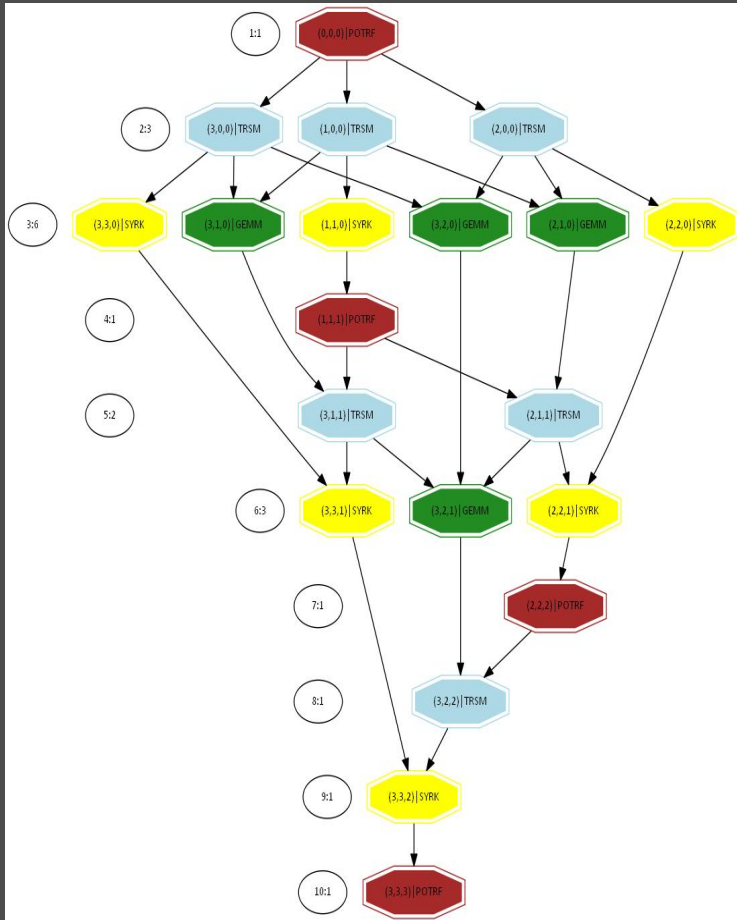 1:1
(0,0,0)|POTRF
2:3
(3,0,0)|TRSM
(1,0,0)|TRSM
(2,0,0)|TRSM
3:6
(3,3,0)|SYRK
(3,1,0)|GEMM
(1,1,0)|SYRK
(3,2,0)|GEMM
(2,1,0)|GEMM
(2,2,0)|SYRK
4:1
(1,1,1)|POTRF
5:2
(3,1,1)|TRSM
(2,1,1)|TRSM
6:3
(3,3,1)|SYRK
(3,2,1)|GEMM
(2,2,1)|SYRK
7:1
(2,2,2)|POTRF
8:1
(3,2,2)|TRSM
9:1
(3,3,2)|SYRK
10:1
(3,3,3)|POTRF